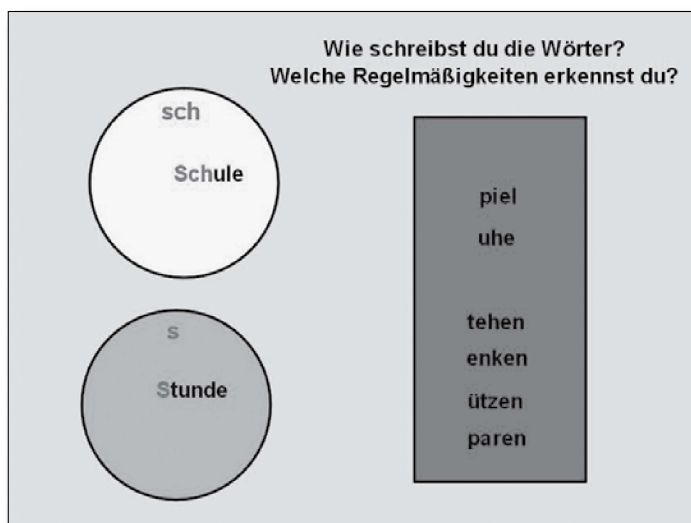 Wie schreibst du die Wörter?
Welche Regelmäßigkeiten erkennst du?
sch
Schule
s
Stunde
piel
uhe
tehen
enken
ützen
paren